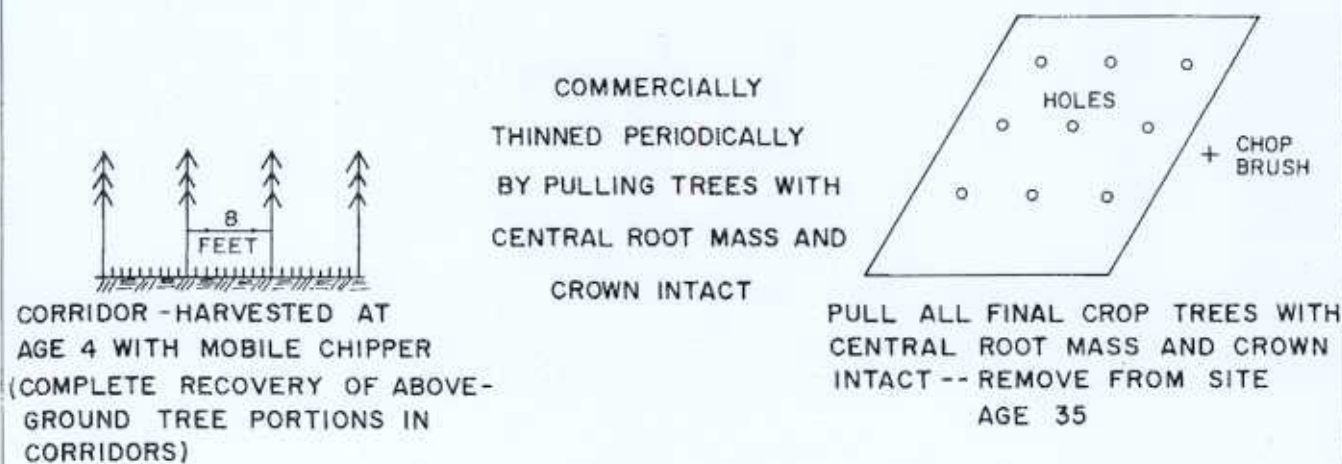 8
FEET
CORRIDOR - HARVESTED AT
AGE 4 WITH MOBILE CHIPPER
(COMPLETE RECOVERY OF ABOVE-
GROUND TREE PORTIONS IN
CORRIDORS)
COMMERCIALLY
THINNED PERIODICALLY
BY PULLING TREES WITH
CENTRAL ROOT MASS AND
CROWN INTACT
HOLES
+ CHOP
BRUSH
PULL ALL FINAL CROP TREES WITH
CENTRAL ROOT MASS AND CROWN
INTACT -- REMOVE FROM SITE
AGE 35